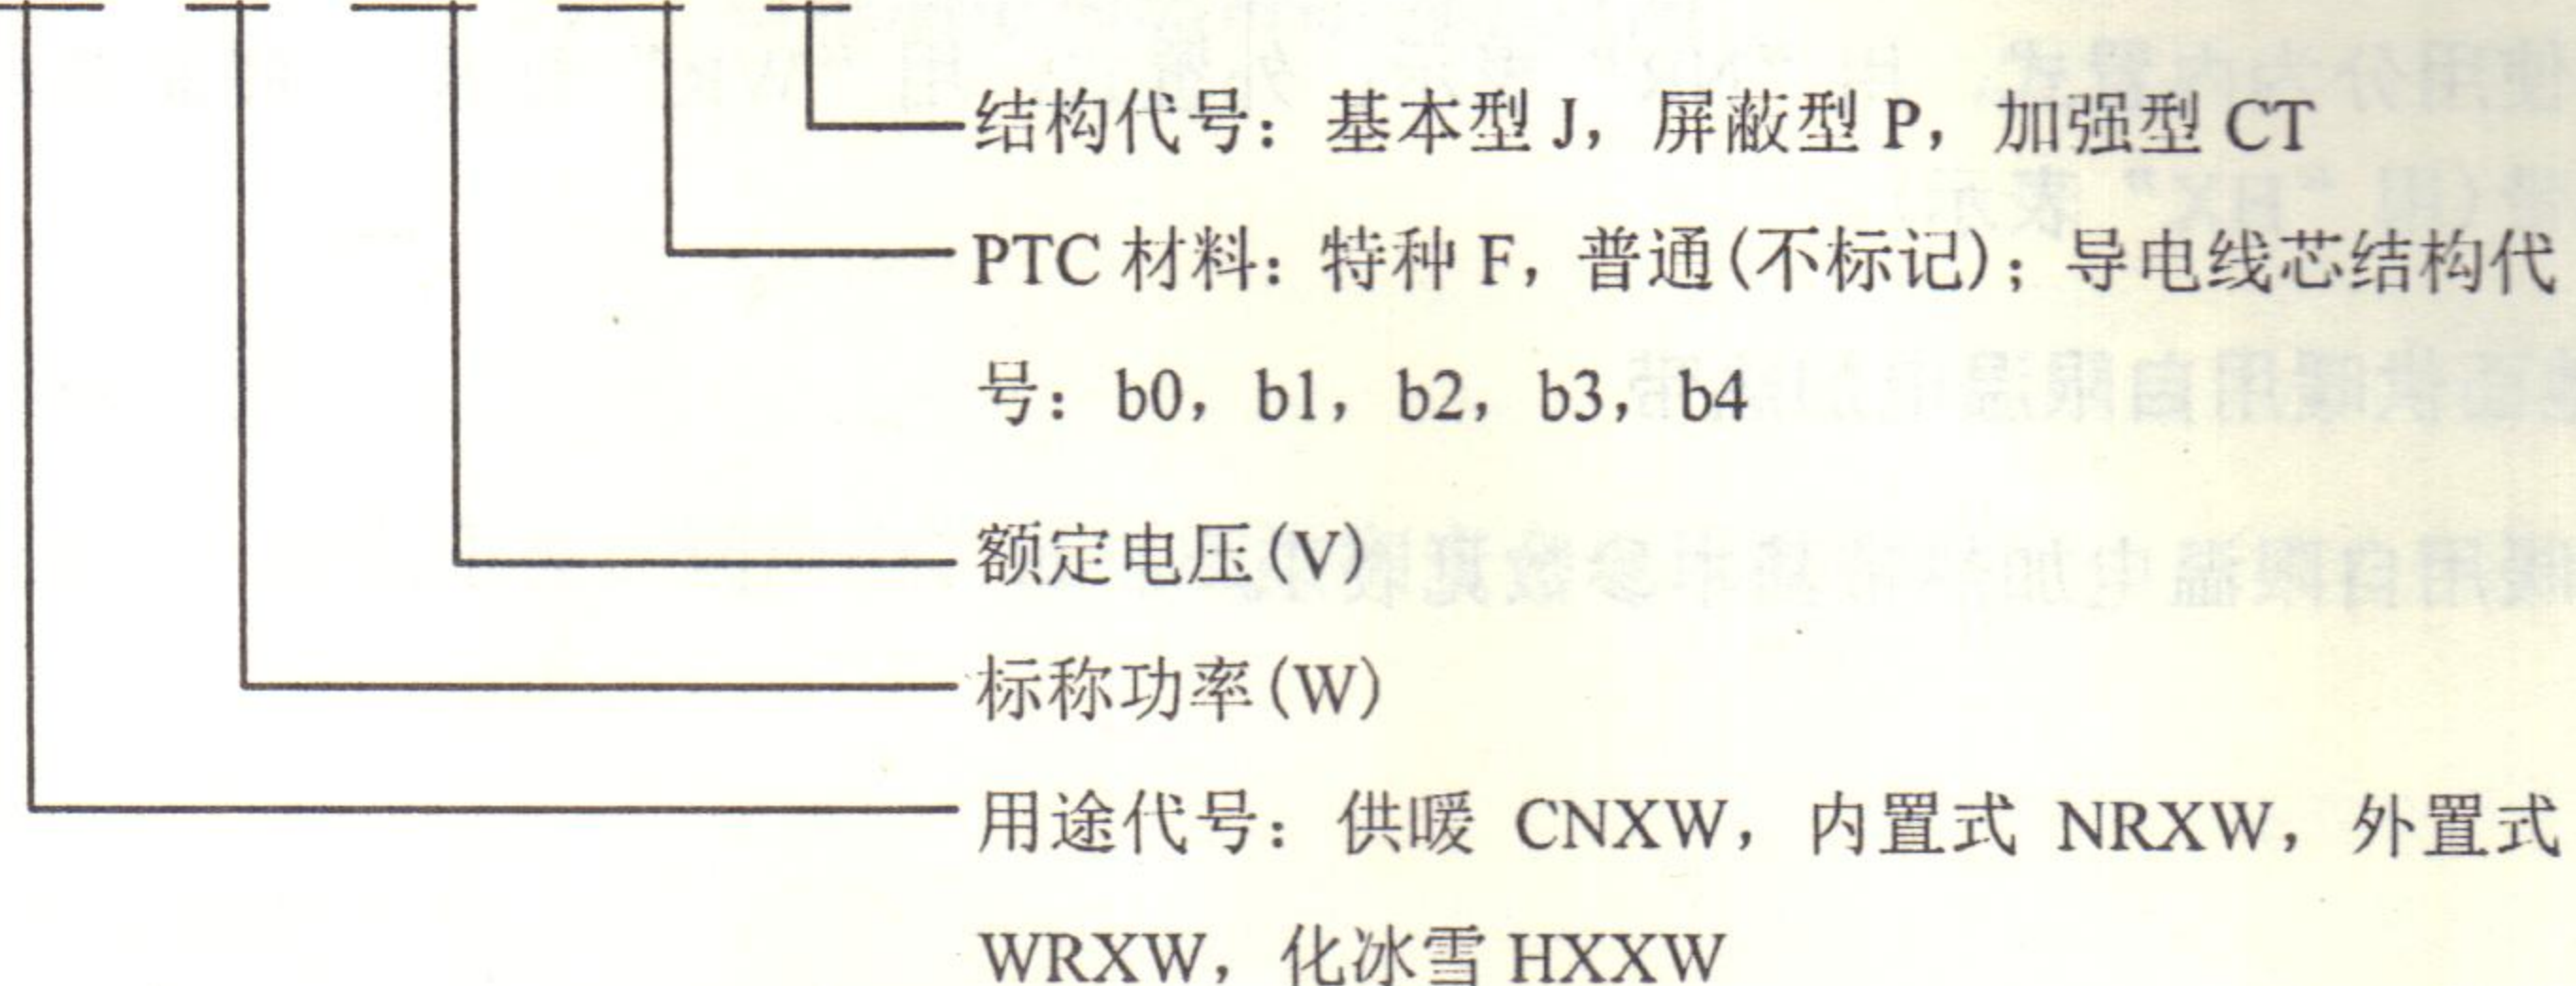 结构代号：基本型 J，屏蔽型 P，加强型 CT
PTC 材料：特种 F，普通(不标记)；导电线芯结构代
号：b0，b1，b2，b3，b4
额定电压(V)
标称功率(W)
用途代号：供暖 CNXW，内置式 NRXW，外置式
WRXW，化冰雪 HXXW